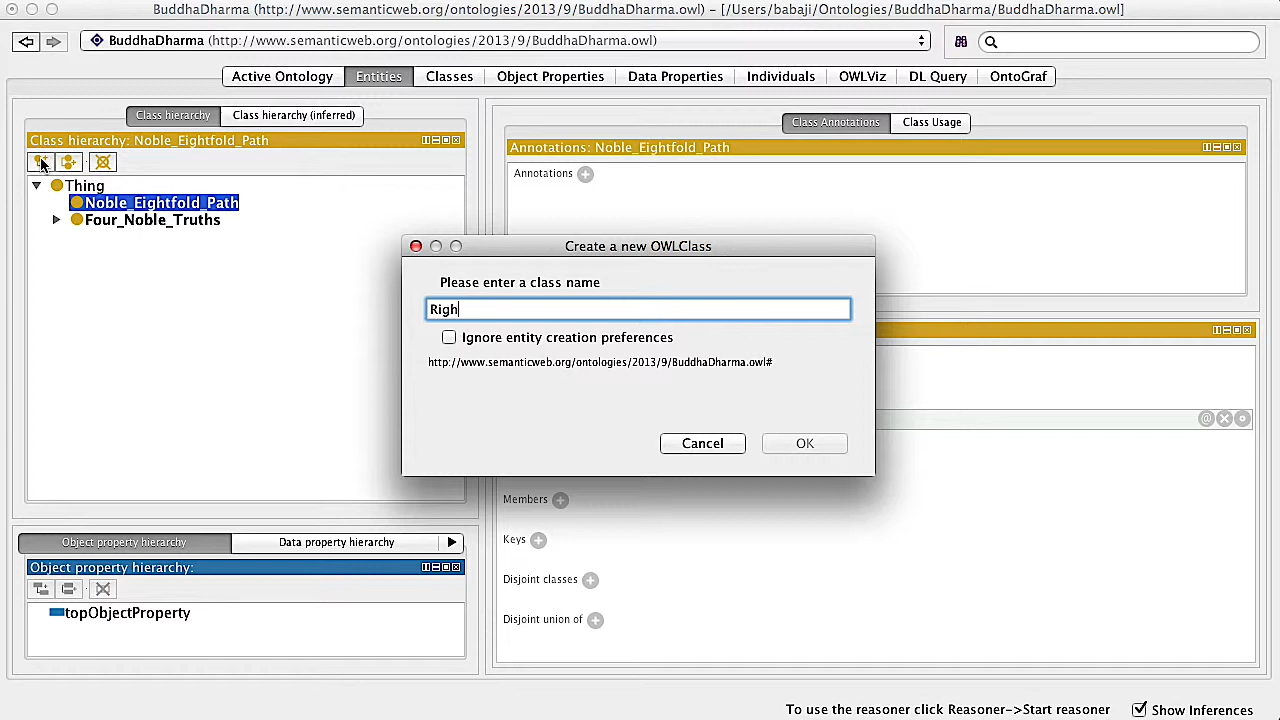 BuddhaDharma (http://www.semanticweb.org/ontologies/2013/9/BuddhaDharma.owl) – [/Users/babaji/Ontologies/BuddhaDharma/BuddhaDharma.owl]
BuddhaDharma (http://www.semanticweb.org/ontologies/2013/9/BuddhaDharma.owl)
Active Ontology Entities Classes Object Properties Data Properties Individuals OWLViz DL Query OntoGraf
Class hierarchy Class hierarchy (inferred)
Class hierarchy: Noble_Eightfold_Path
Thing
Noble_Eightfold_Path
Four_Noble_Truths
Class Annotations Class Usage
Annotations: Noble_Eightfold_Path
Annotations
Create a new OWLClass
Please enter a class name
Righ
Ignore entity creation preferences
http://www.semanticweb.org/ontologies/2013/9/BuddhaDharma.owl#
Cancel OK
Members
Keys
Disjoint classes
Disjoint union of
Object property hierarchy Data property hierarchy
Object property hierarchy:
topObjectProperty
To use the reasoner click Reasoner->Start reasoner Show Inferences